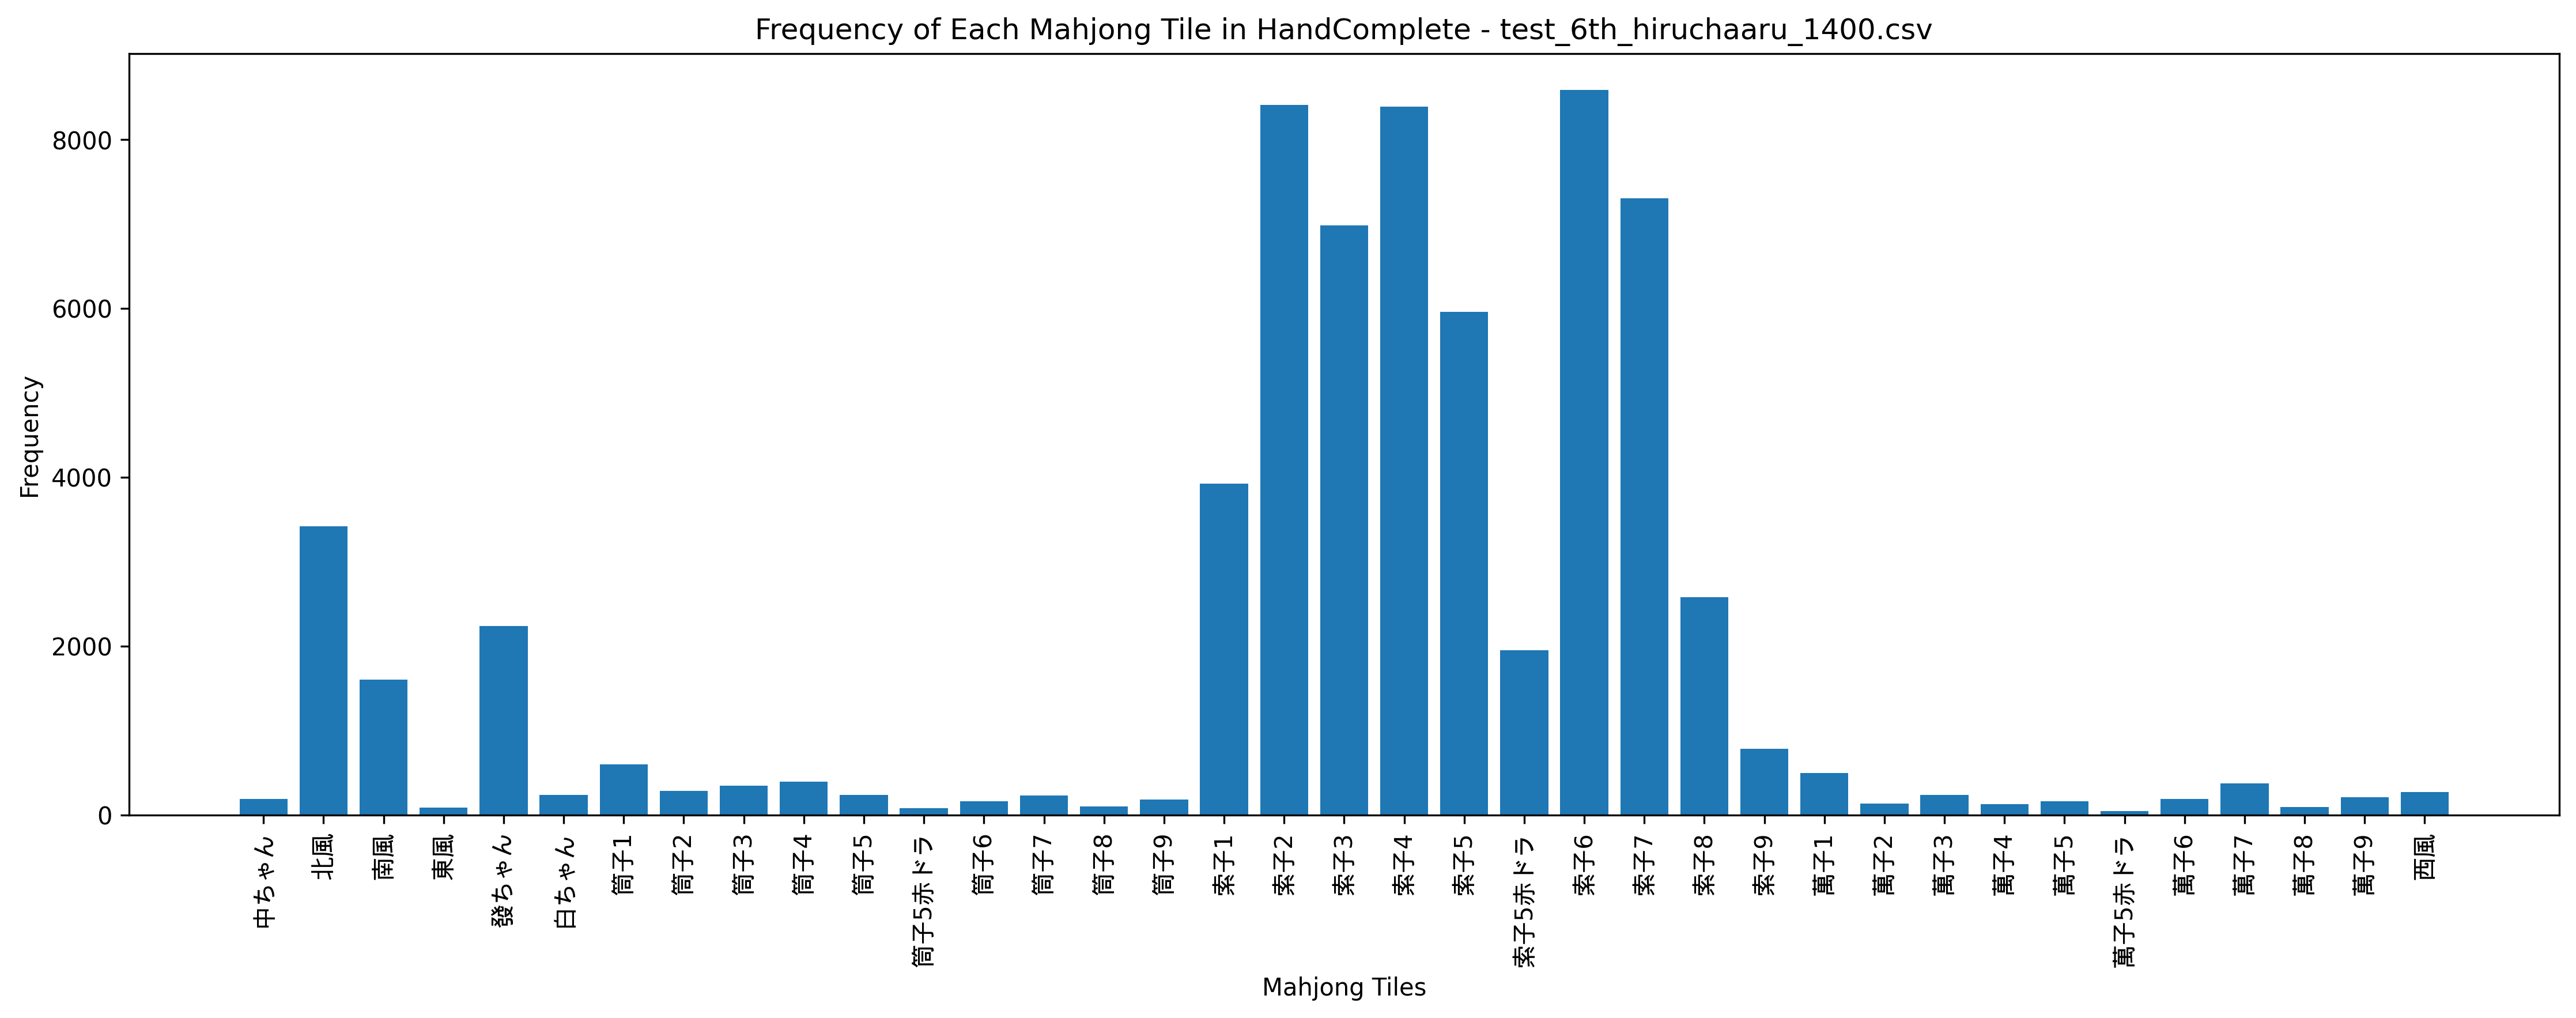 Frequency of Each Mahjong Tile in HandComplete - test_6th_hiruchaaru_1400.csv
Frequency
8000
6000
4000
2000
0
中ちゃん
北風
南風
東風
發ちゃん
白ちゃん
筒子1
筒子2
筒子3
筒子4
筒子5
筒子5赤ドラ
筒子6
筒子7
筒子8
筒子9
索子1
索子2
索子3
索子4
索子5
索子5赤ドラ
索子6
索子7
索子8
索子9
萬子1
萬子2
萬子3
萬子4
萬子5
萬子5赤ドラ
萬子6
萬子7
萬子8
萬子9
西風
Mahjong Tiles